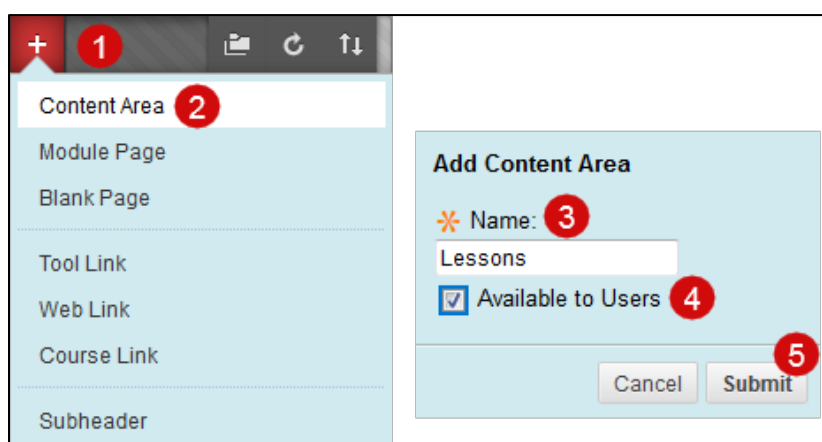 + 1
Content Area 2
Module Page
Blank Page
Tool Link
Web Link
Course Link
Subheader
Add Content Area
* Name: 3
Lessons
Available to Users 4
5
Cancel Submit